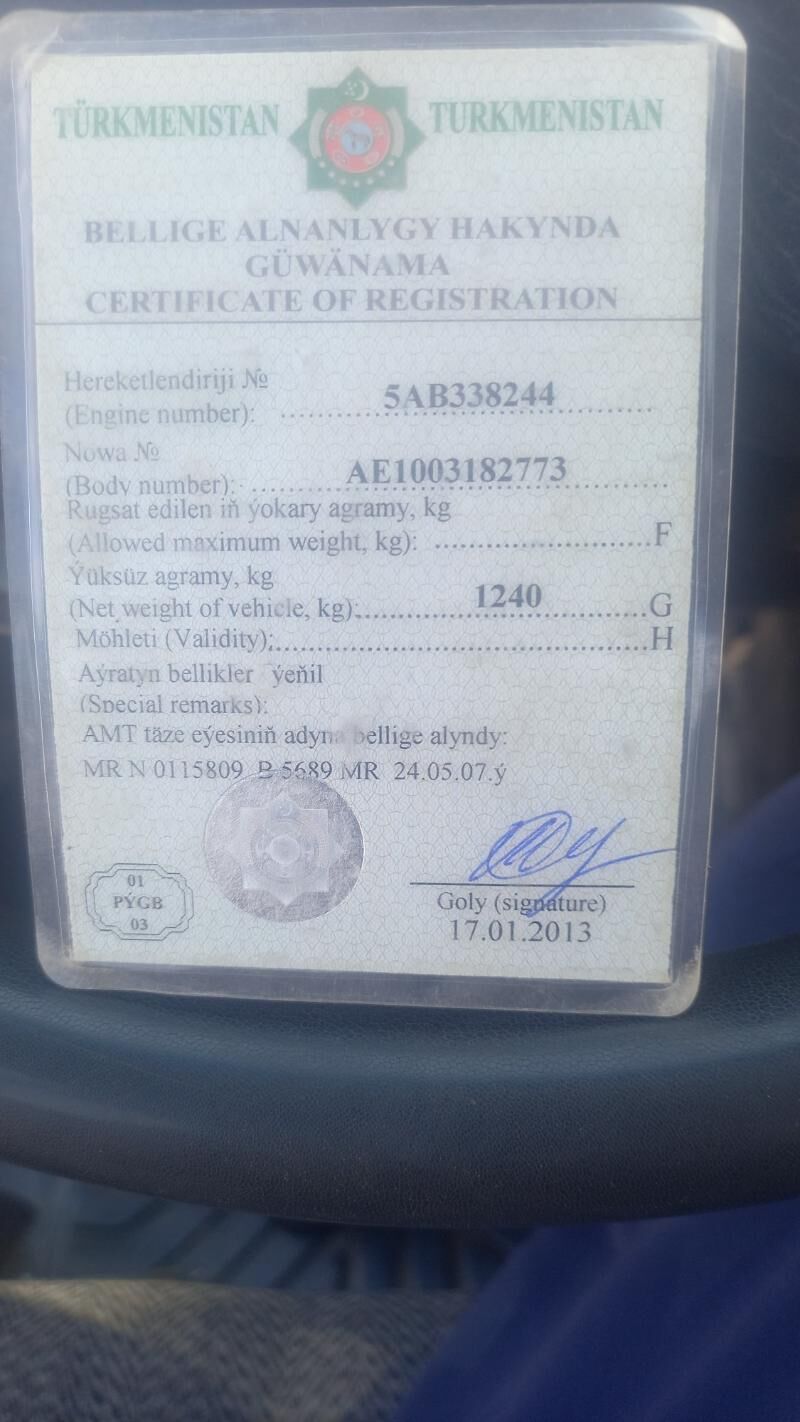 TÜRKMENISTAN TURKMENISTAN
BELLIGE ALNANLYGY HAKYNDA
GÜWÄNAMA
CERTIFICATE OF REGISTRATION
Hereketlendiriji №
(Engine number): 5AB338244
Nowa №
(Body number): AE1003182773
Rugsat edilen iň ýokary agramy, kg
(Allowed maximum weight, kg): F
Ýüksüz agramy, kg
(Net weight of vehicle, kg): 1240 G
Möhleti (Validity): H
Aýratyn bellikler ýeňil
(Special remarks):
AMT täze eýesiniň adyna bellige alyndy:
MR N 0115809 B 5689 MR 24.05.07.ý
01
PÝGB
03
Goly (signature)
17.01.2013